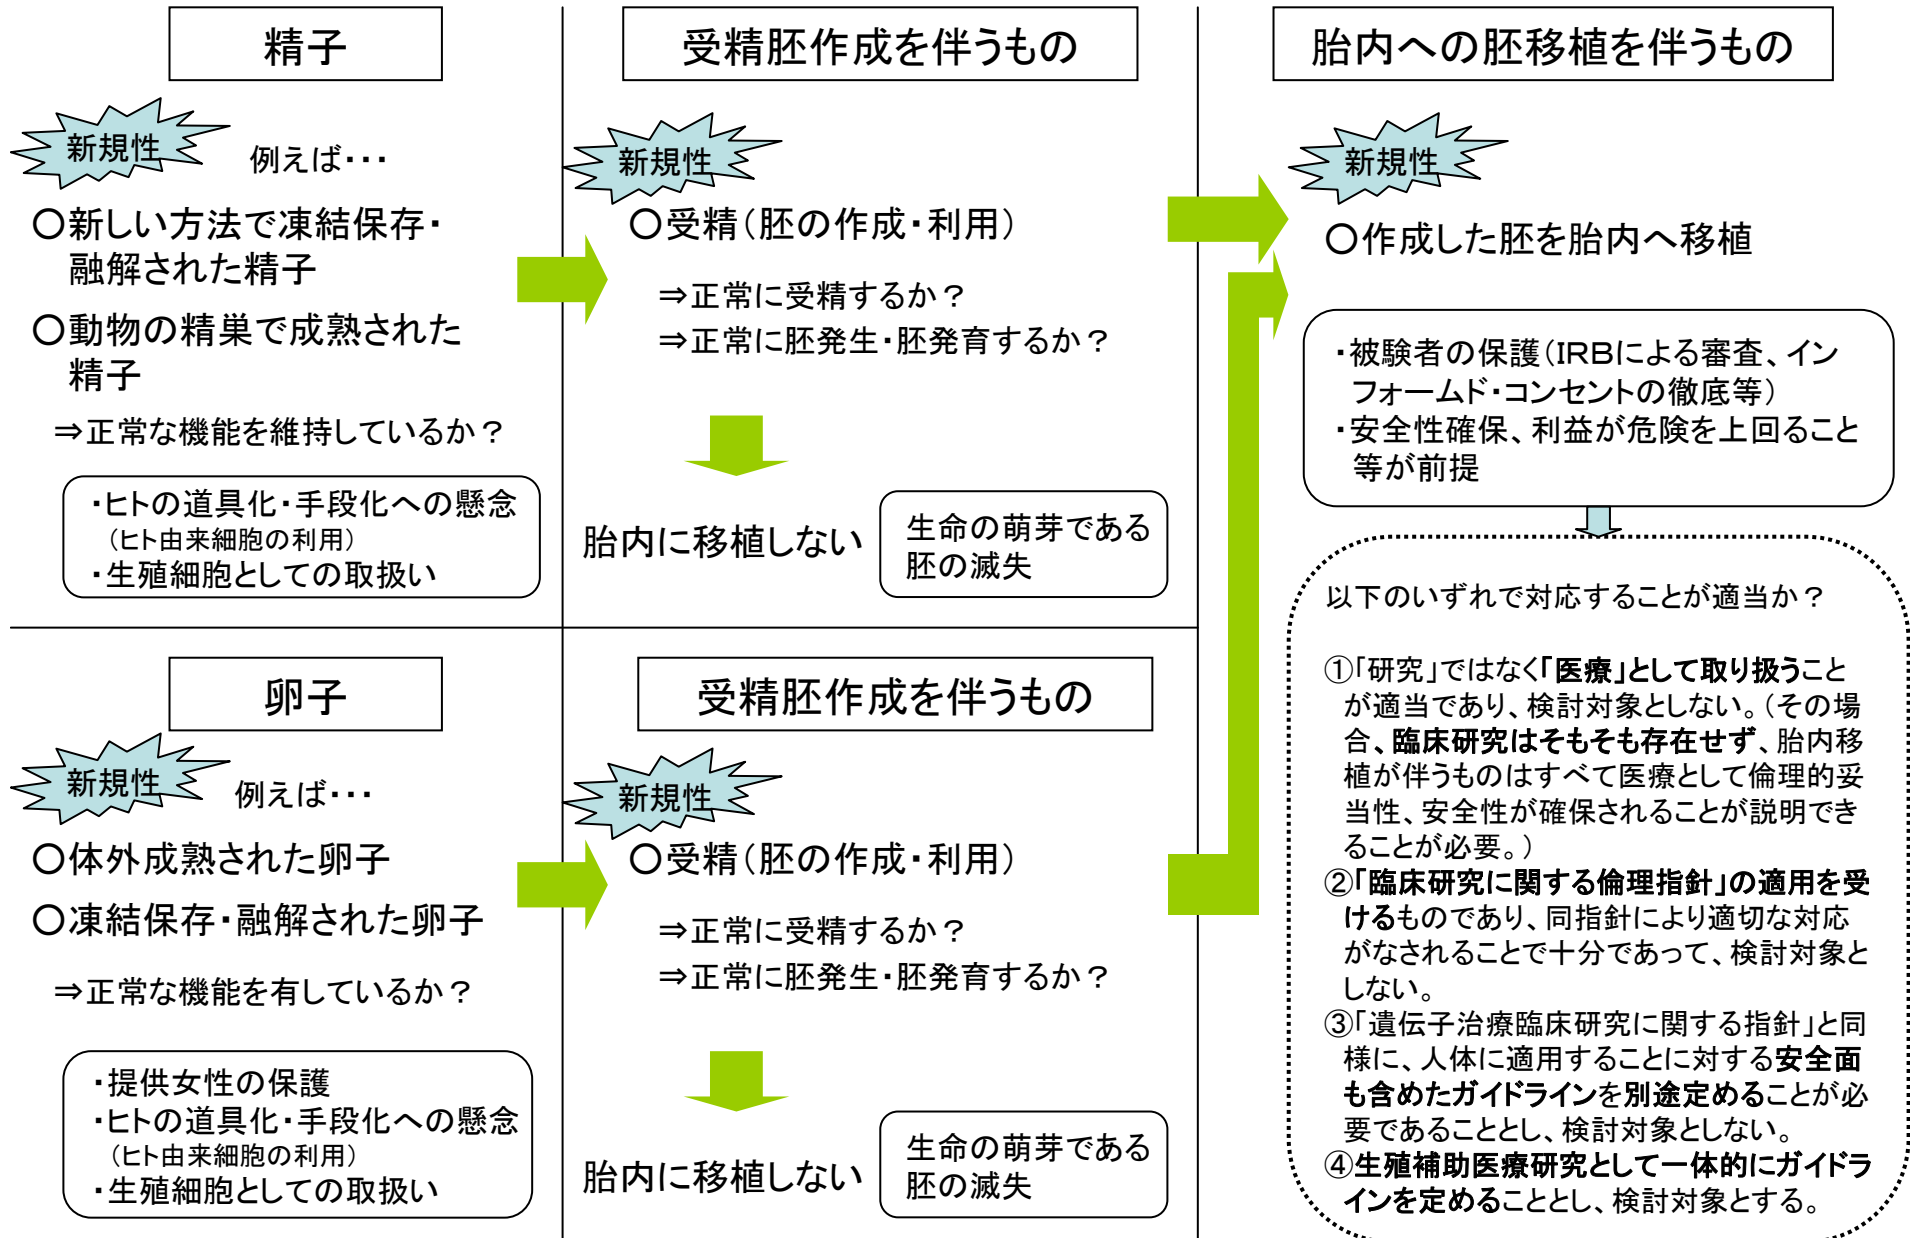 精子
新規性
例えば・・・
○新しい方法で凍結保存・
融解された精子
○動物の精巣で成熟された
精子
⇒正常な機能を維持しているか？
・ヒトの道具化・手段化への懸念
（ヒト由来細胞の利用）
・生殖細胞としての取扱い
受精胚作成を伴うもの
新規性
○受精（胚の作成・利用）
⇒正常に受精するか？
⇒正常に胚発生・胚発育するか？
胎内に移植しない
生命の萌芽である
胚の滅失
卵子
新規性
例えば・・・
○体外成熟された卵子
○凍結保存・融解された卵子
⇒正常な機能を有しているか？
・提供女性の保護
・ヒトの道具化・手段化への懸念
（ヒト由来細胞の利用）
・生殖細胞としての取扱い
受精胚作成を伴うもの
新規性
○受精（胚の作成・利用）
⇒正常に受精するか？
⇒正常に胚発生・胚発育するか？
胎内に移植しない
生命の萌芽である
胚の滅失
胎内への胚移植を伴うもの
新規性
○作成した胚を胎内へ移植
・被験者の保護（IRBによる審査、イン
フォームド・コンセントの徹底等）
・安全性確保、利益が危険を上回ること
等が前提
以下のいずれで対応することが適当か？
①「研究」ではなく「医療」として取り扱うこと
が適当であり、検討対象としない。（その場
合、臨床研究はそもそも存在せず、胎内移
植が伴うものはすべて医療として倫理的妥
当性、安全性が確保されることが説明でき
ることが必要。）
②「臨床研究に関する倫理指針」の適用を受
けるものであり、同指針により適切な対応
がなされることで十分であって、検討対象と
しない。
③「遺伝子治療臨床研究に関する指針」と同
様に、人体に適用することに対する安全面
も含めたガイドラインを別途定めることが必
要であることとし、検討対象としない。
④生殖補助医療研究として一体的にガイドラ
インを定めることとし、検討対象とする。